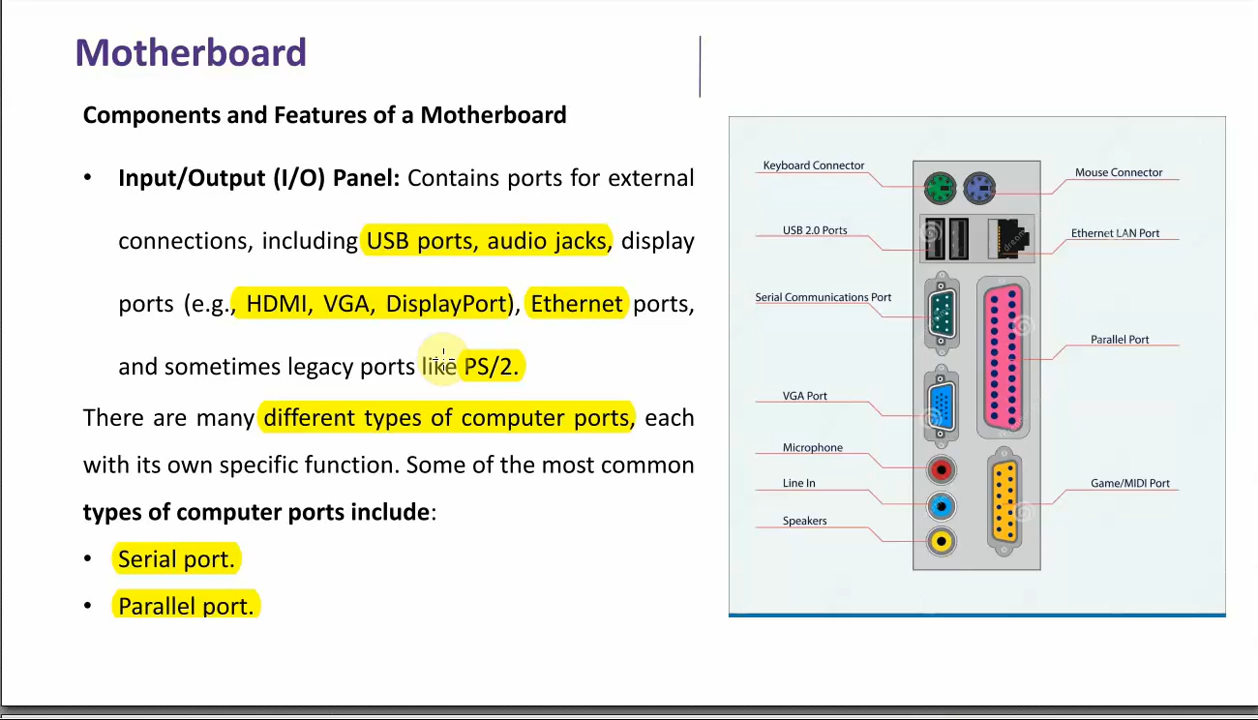 Motherboard
Components and Features of a Motherboard
• Input/Output (I/O) Panel: Contains ports for external
connections, including USB ports, audio jacks, display
ports (e.g., HDMI, VGA, DisplayPort), Ethernet ports,
and sometimes legacy ports like PS/2.
There are many different types of computer ports, each
with its own specific function. Some of the most common
types of computer ports include:
• Serial port.
• Parallel port.
Keyboard Connector
Mouse Connector
USB 2.0 Ports
Ethernet LAN Port
Serial Communications Port
Parallel Port
VGA Port
Microphone
Line In
Game/MIDI Port
Speakers